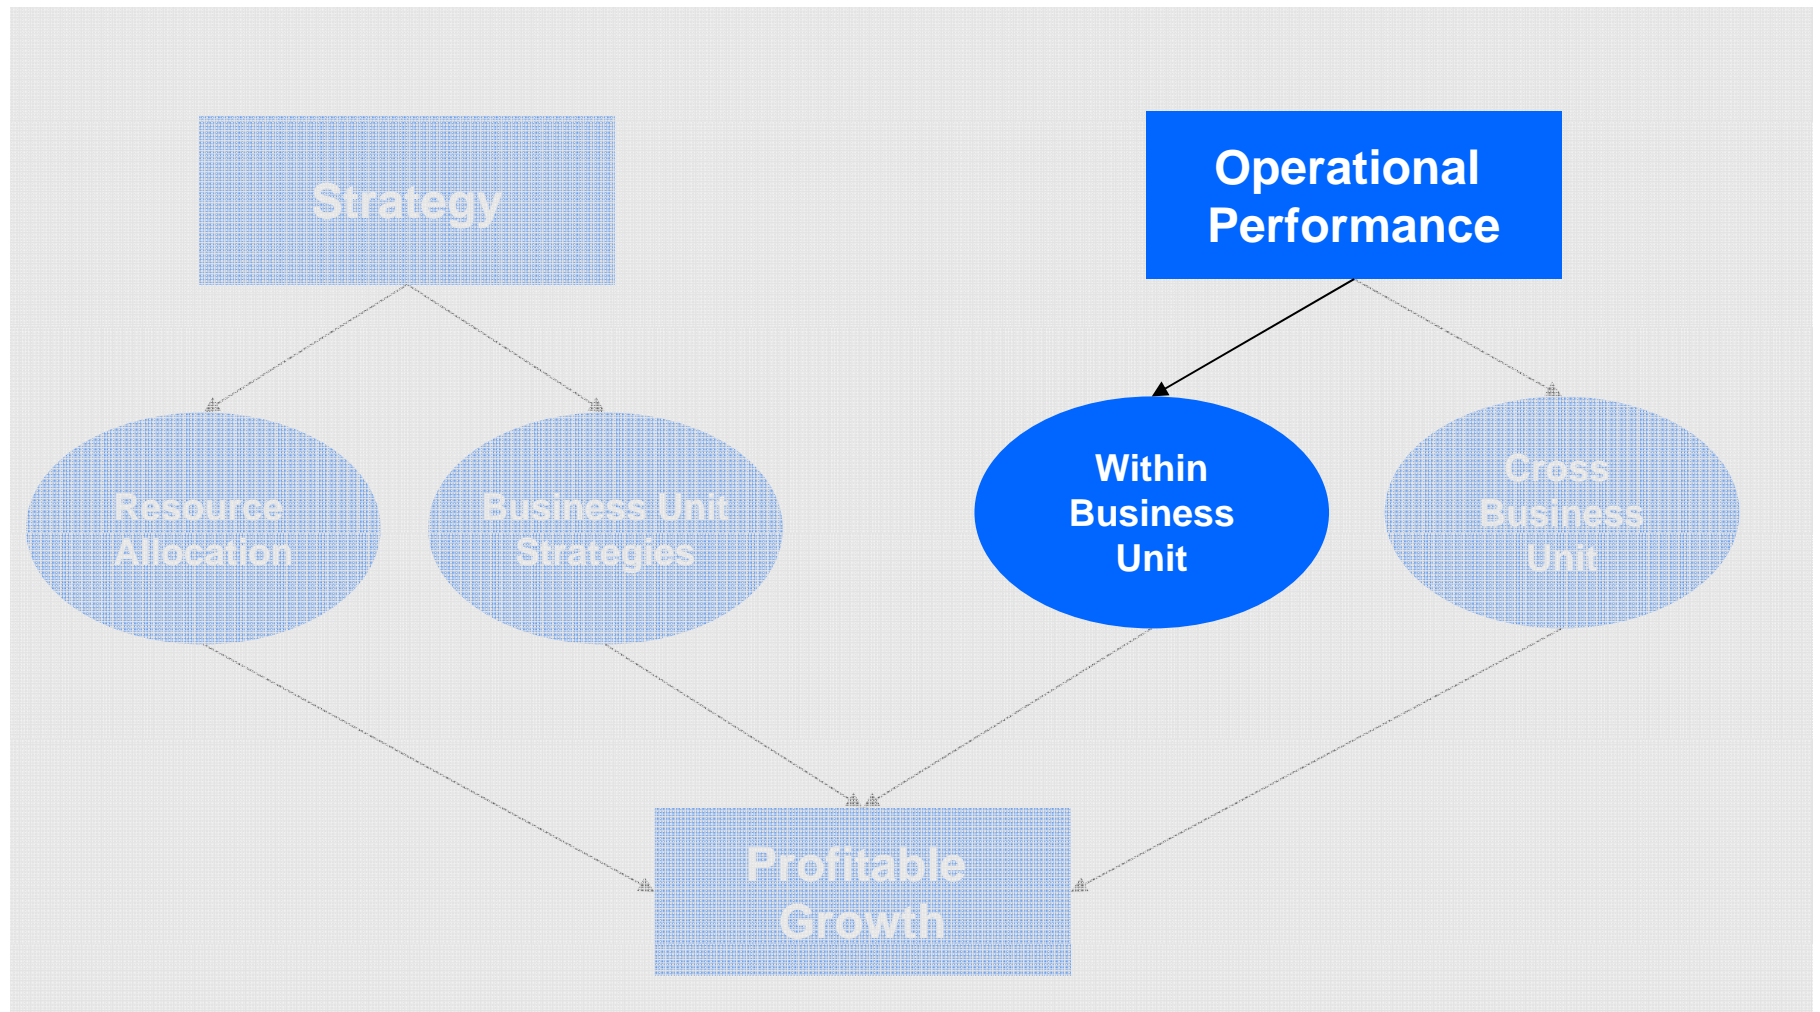 Strategy
Operational
Performance
Resource
Allocation
Business Unit
Strategies
Within
Business
Unit
Cross
Business
Unit
Profitable
Growth